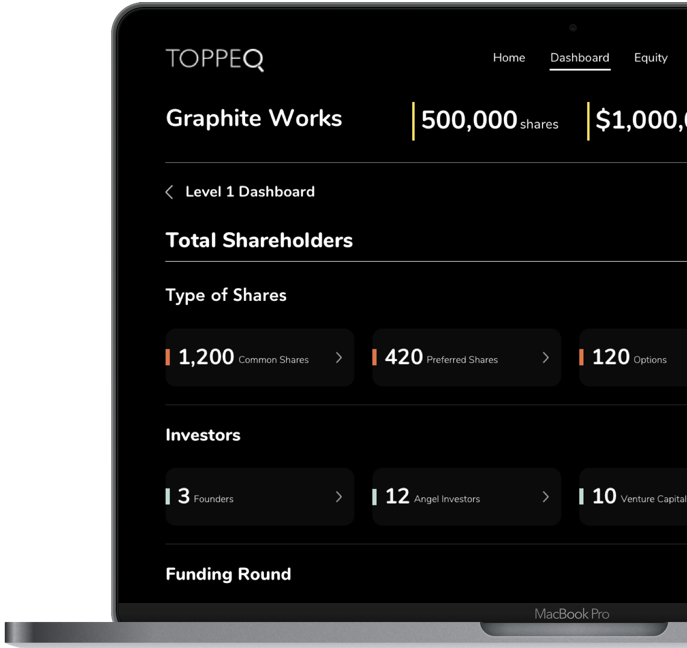 TOPPEQ
Home Dashboard Equity
Graphite Works 500,000 shares $1,000,
Level 1 Dashboard
Total Shareholders
Type of Shares
1,200 Common Shares 420 Preferred Shares 120 Options
Investors
3 Founders 12 Angel Investors 10 Venture Capital
Funding Round
MacBook Pro